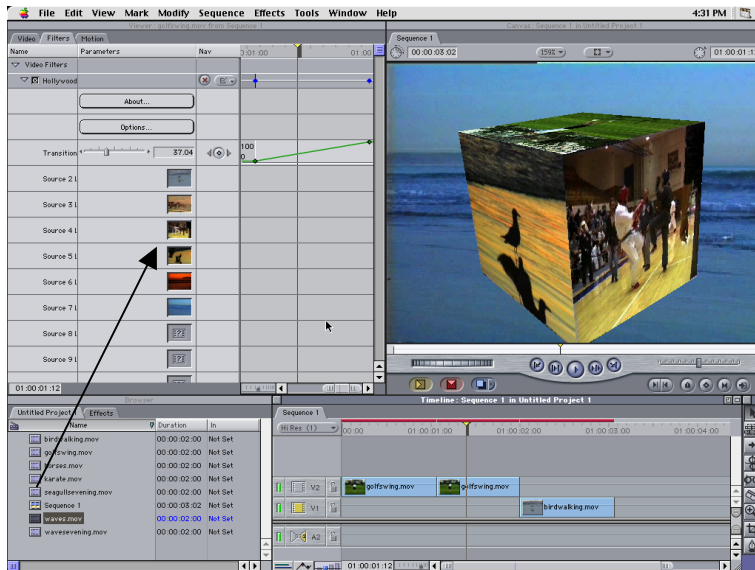 File Edit View Mark Modify Sequence Effects Tools Window Help 4:31 PM
Viewer: golfswing.mov from Sequence 1
Video Filters Motion
Name Parameters Nav 01:00 01:00
Video Filters
Hollywood
About...
Options...
Transition 37.04 100
0
Source 2 L
Source 3 L
Source 4 L
Source 5 L
Source 6 L
Source 7 L
Source 8 L [?]
Source 9 L [?]
01:00:01:12
Canvas: Sequence 1 in Untitled Project 1
Sequence 1
00:00:03:02 159% 01:00:01:1
Browser
Untitled Project 1 Effects
Name Duration In
birdwalking.mov 00:00:02:00 Not Set
golfswing.mov 00:00:02:00 Not Set
horses.mov 00:00:02:00 Not Set
karate.mov 00:00:02:00 Not Set
seagullsevening.mov 00:00:02:00 Not Set
Sequence 1 00:00:03:02 Not Set
waves.mov 00:00:02:00 Not Set
wavesevening.mov 00:00:02:00 Not Set
Timeline: Sequence 1 in Untitled Project 1
Sequence 1
Hi Res (1) 00:00 01:00:01:00 01:00:02:00 01:00:03:00 01:00:04:00
V2 golfswing.mov golfswing.mov
V1 birdwalking.mov
A2
01:00:01:12